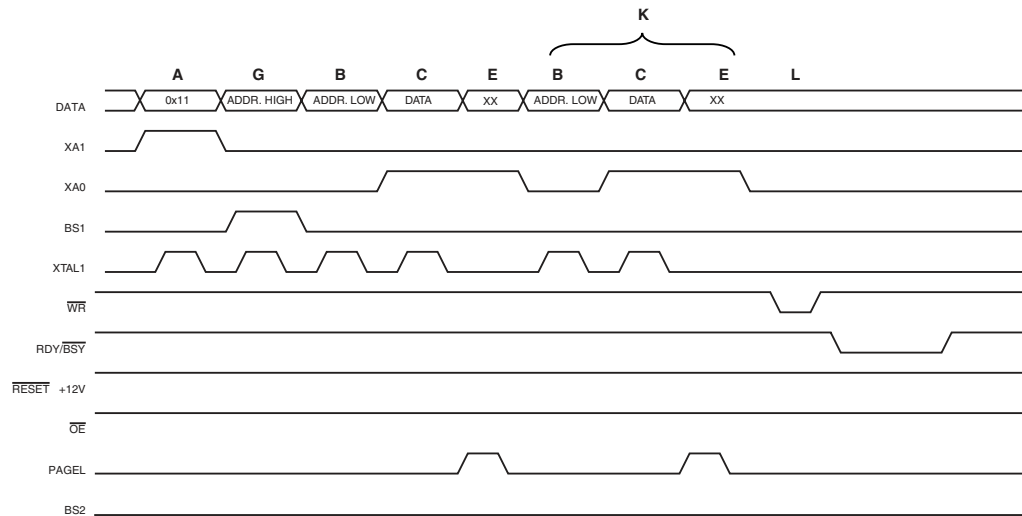 K
A G B C E B C E L
DATA 0x11 ADDR. HIGH ADDR. LOW DATA XX ADDR. LOW DATA XX
XA1
XA0
BS1
XTAL1
WR
RDY/BSY
RESET +12V
OE
PAGEL
BS2